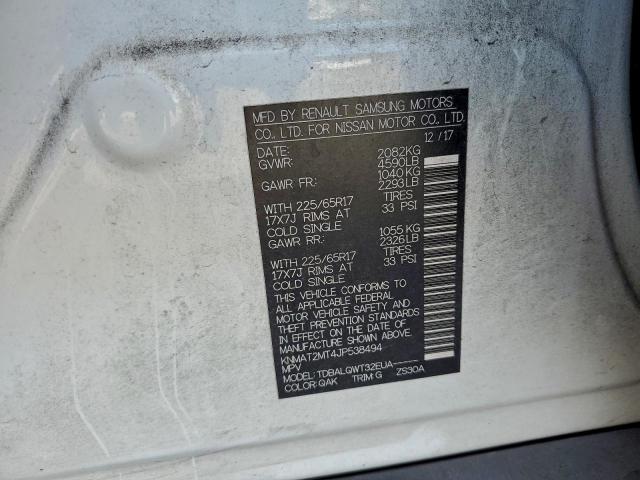 MFD BY RENAULT SAMSUNG MOTORS
CO., LTD. FOR NISSAN MOTOR CO., LTD.
12 / 17
DATE: 2082KG
GVWR: 4590LB
1040 KG
GAWR FR: 2293LB
WITH 225/65R17 TIRES
17X7J RIMS AT 33 PSI
COLD SINGLE 1055 KG
GAWR RR: 2326 LB
WITH 225/65R17 TIRES
17X7J RIMS AT 33 PSI
COLD SINGLE
THIS VEHICLE CONFORMS TO
ALL APPLICABLE FEDERAL
MOTOR VEHICLE SAFETY AND
THEFT PREVENTION STANDARDS
IN EFFECT ON THE DATE OF
MANUFACTURE SHOWN ABOVE.
KNMAT2MT4JP538494
MPV
MODEL: TDBALQWT32EUA-----
COLOR: QAK TRIM: G ZS30A